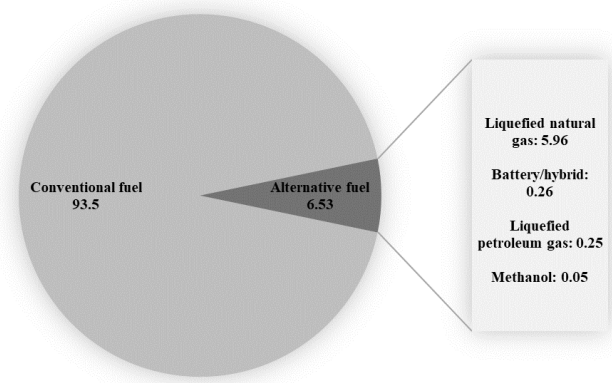 Conventional fuel
93.5
Alternative fuel
6.53
Liquefied natural
gas: 5.96
Battery/hybrid:
0.26
Liquefied
petroleum gas: 0.25
Methanol: 0.05